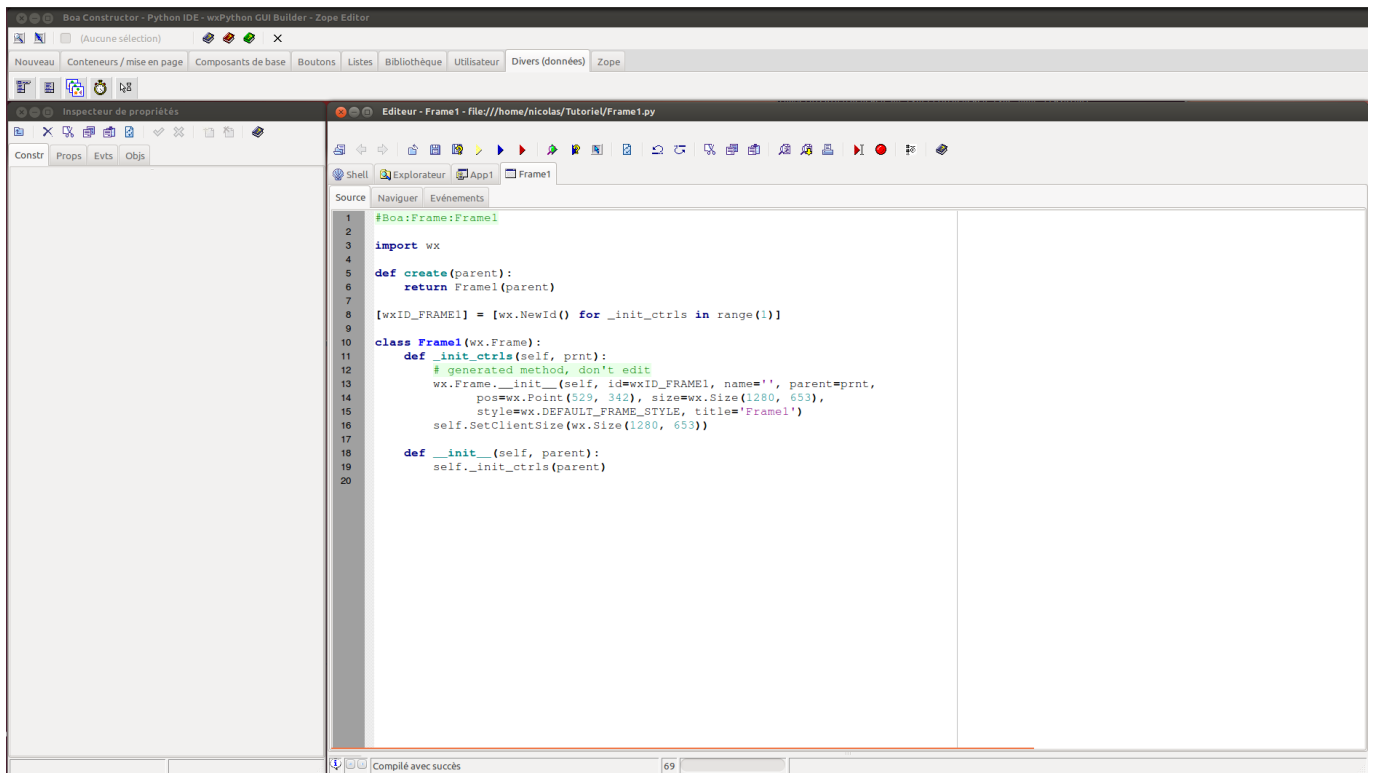 Boa Constructor - Python IDE - wxPython GUI Builder - Zope Editor
(Aucune sélection)
Nouveau Conteneurs / mise en page Composants de base Boutons Listes Bibliothèque Utilisateur Divers (données) Zope
Inspecteur de propriétés
Constr Props Evts Objs
Editeur - Frame1 - file:///home/nicolas/Tutoriel/Frame1.py
Shell Explorateur App1 Frame1
Source Naviguer Evénements
1 #Boa:Frame:Frame1
2
3 import wx
4
5 def create(parent):
6     return Frame1(parent)
7
8 [wxID_FRAME1] = [wx.NewId() for _init_ctrls in range(1)]
9
10 class Frame1(wx.Frame):
11     def _init_ctrls(self, prnt):
12         # generated method, don't edit
13         wx.Frame.__init__(self, id=wxID_FRAME1, name='', parent=prnt,
14               pos=wx.Point(529, 342), size=wx.Size(1280, 653),
15               style=wx.DEFAULT_FRAME_STYLE, title='Frame1')
16         self.SetClientSize(wx.Size(1280, 653))
17
18     def __init__(self, parent):
19         self._init_ctrls(parent)
20
Compilé avec succès 69